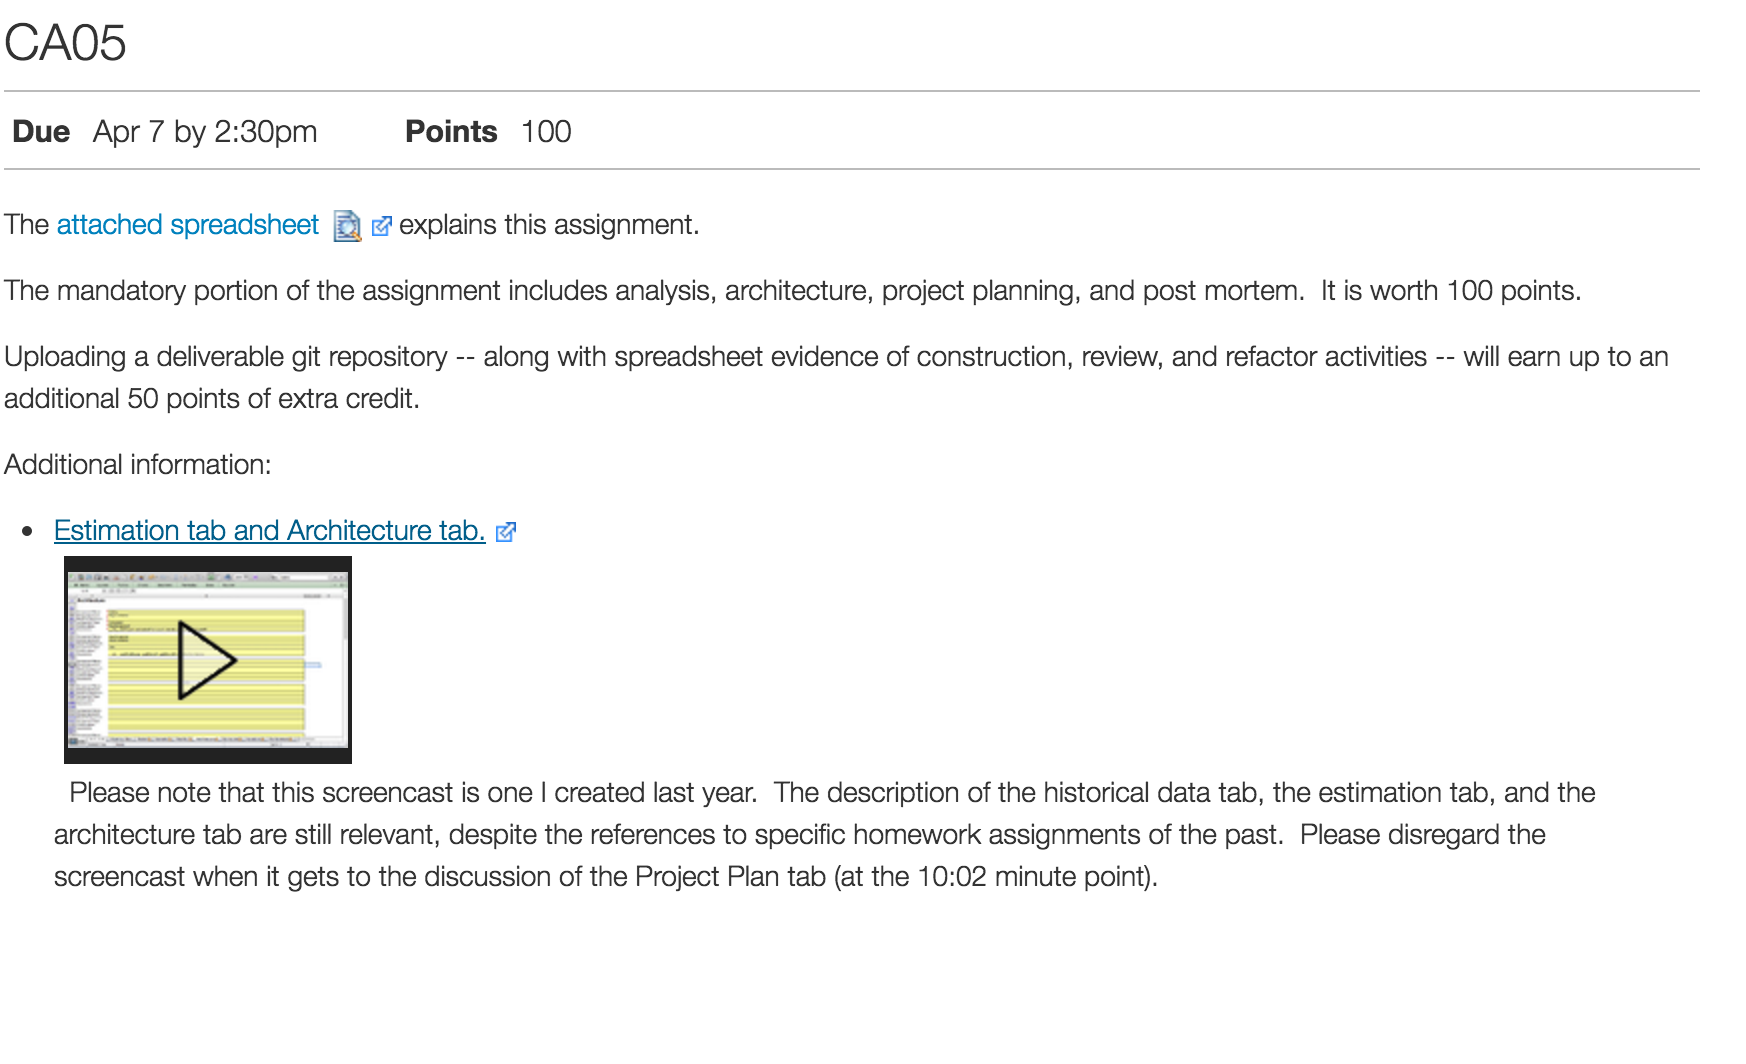 CA05
Due Apr 7 by 2:30pm Points 100
The attached spreadsheet explains this assignment.
The mandatory portion of the assignment includes analysis, architecture, project planning, and post mortem.  It is worth 100 points.
Uploading a deliverable git repository -- along with spreadsheet evidence of construction, review, and refactor activities -- will earn up to an
additional 50 points of extra credit.
Additional information:
• Estimation tab and Architecture tab.
Please note that this screencast is one I created last year.  The description of the historical data tab, the estimation tab, and the
architecture tab are still relevant, despite the references to specific homework assignments of the past.  Please disregard the
screencast when it gets to the discussion of the Project Plan tab (at the 10:02 minute point).